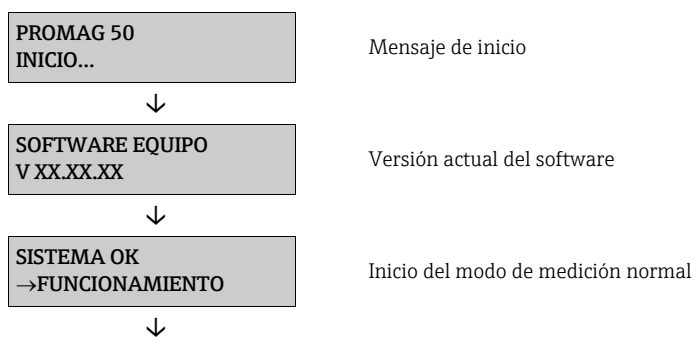 PROMAG 50
INICIO...
Mensaje de inicio
↓
SOFTWARE EQUIPO
V XX.XX.XX
Versión actual del software
↓
SISTEMA OK
→FUNCIONAMIENTO
Inicio del modo de medición normal
↓